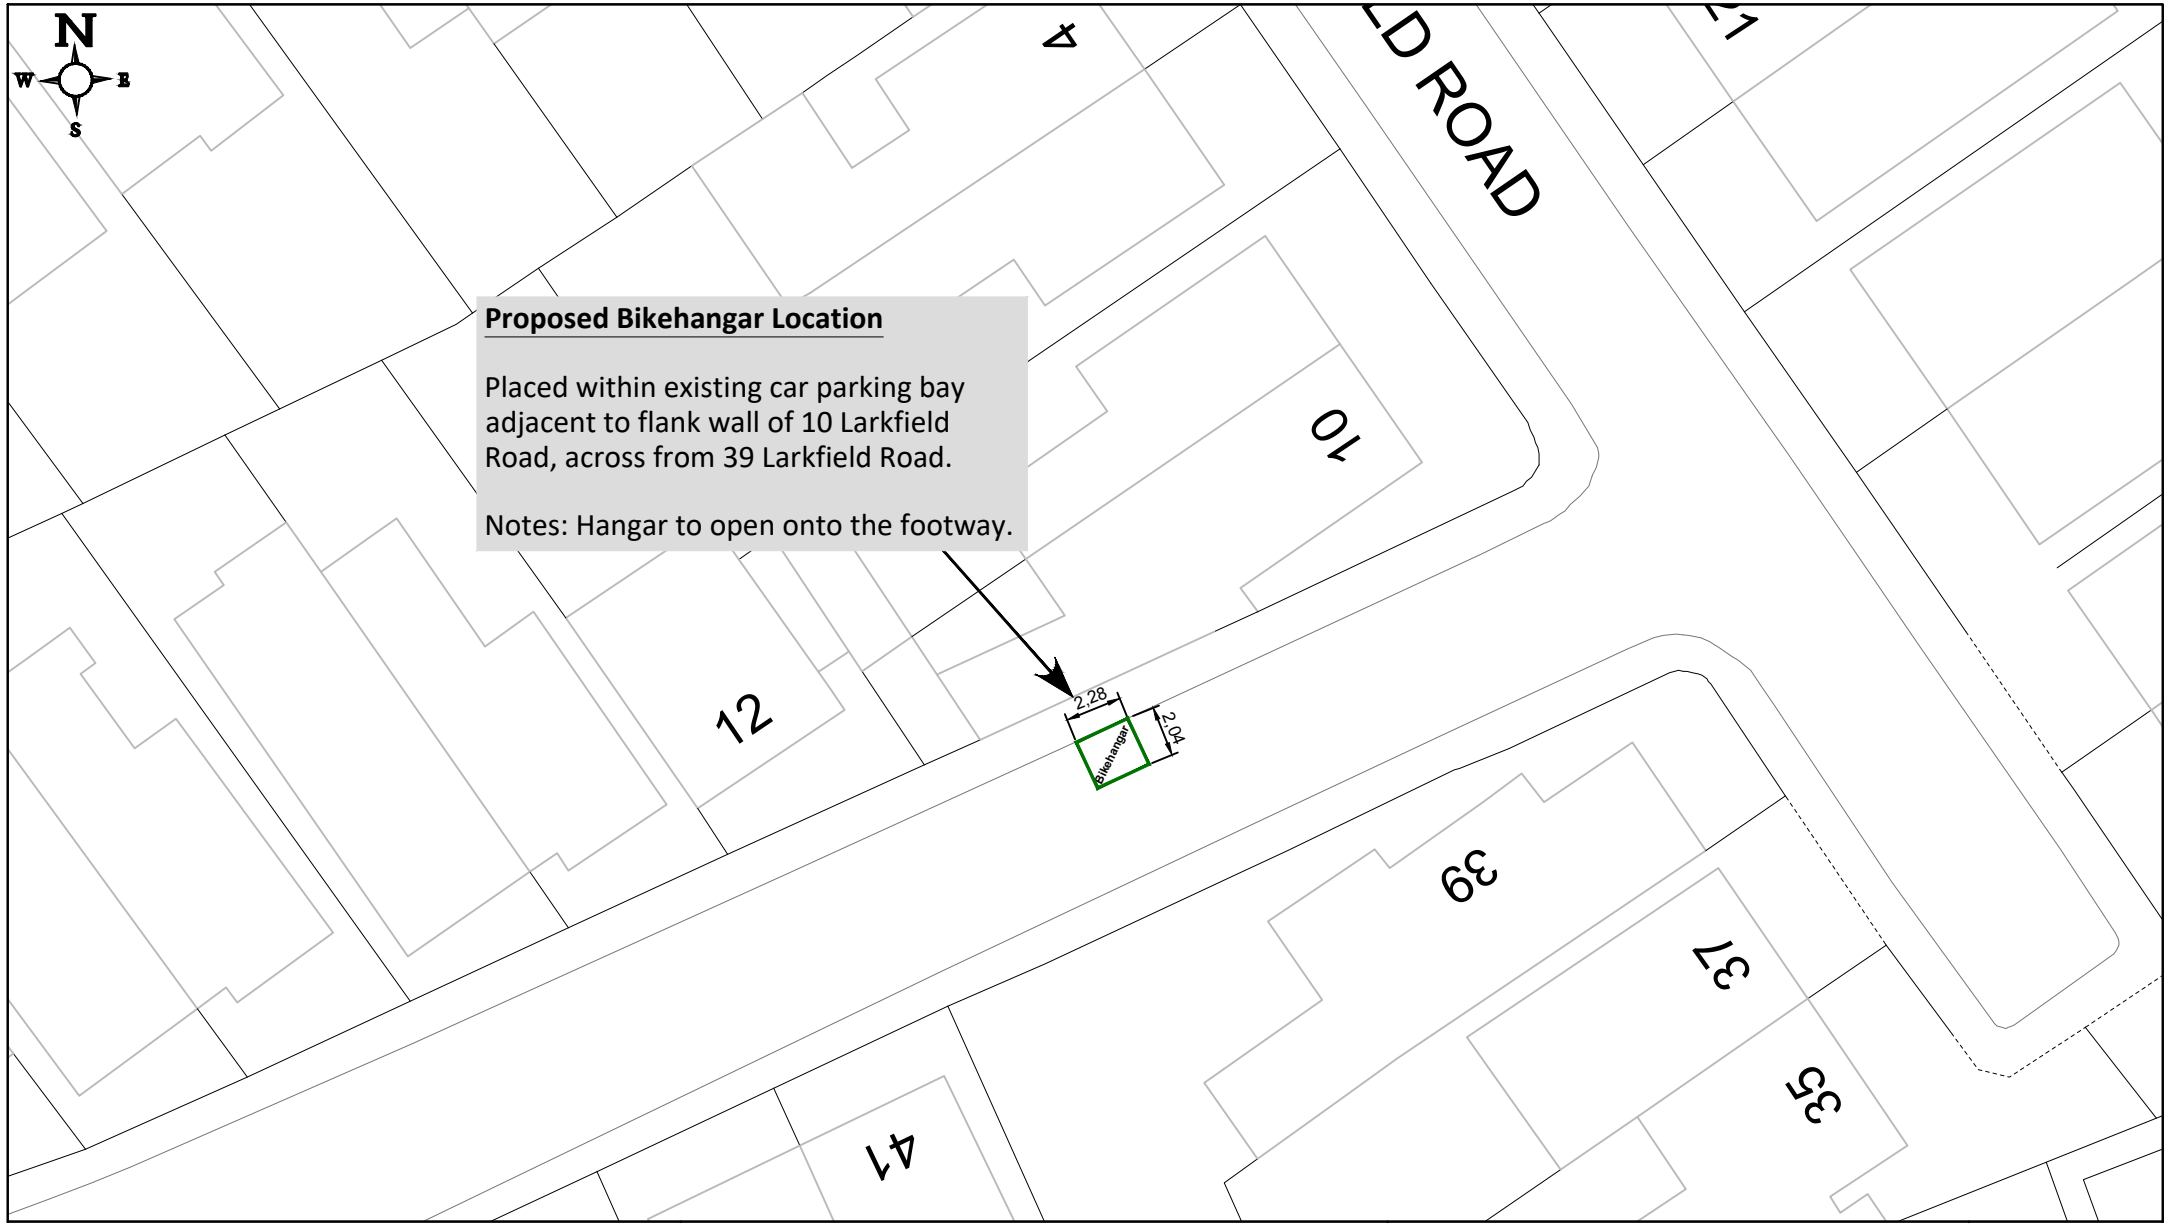 N
W
E
S
4
LD ROAD
Proposed Bikehangar Location
Placed within existing car parking bay
adjacent to flank wall of 10 Larkfield
Road, across from 39 Larkfield Road.
Notes: Hangar to open onto the footway.
10
12
2,28
2,04
Bikehangar
39
37
35
41